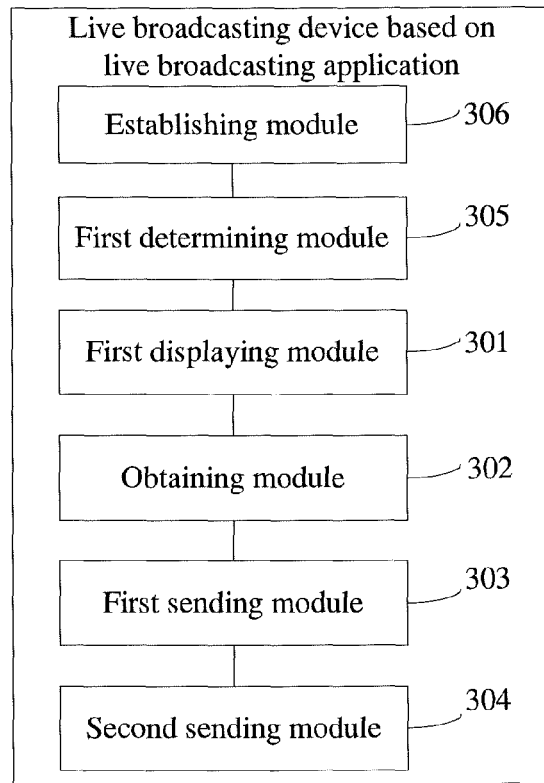 Live broadcasting device based on
live broadcasting application
Establishing module
306
First determining module
305
First displaying module
301
Obtaining module
302
First sending module
303
Second sending module
304